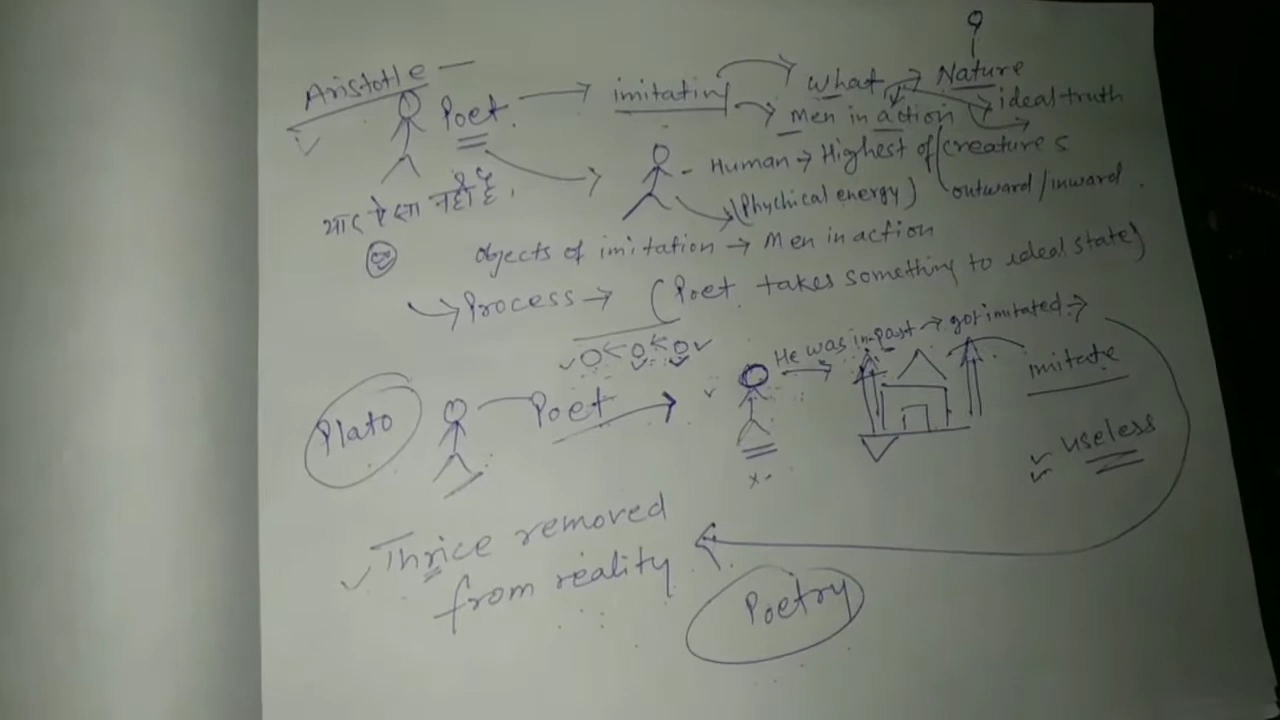 Aristotle —
Poet → imitating → what → Nature
→ Men in action → ideal truth
→ - Human → Highest of creatures
(Phychical energy) outward/inward
याद ऐसा नहीं है,
objects of imitation → Men in action
→ Process → (Poet takes something to ideal state)
He was in past → got imitated →
Plato Poet → imitate
useless
Thrice removed
from reality
Poetry